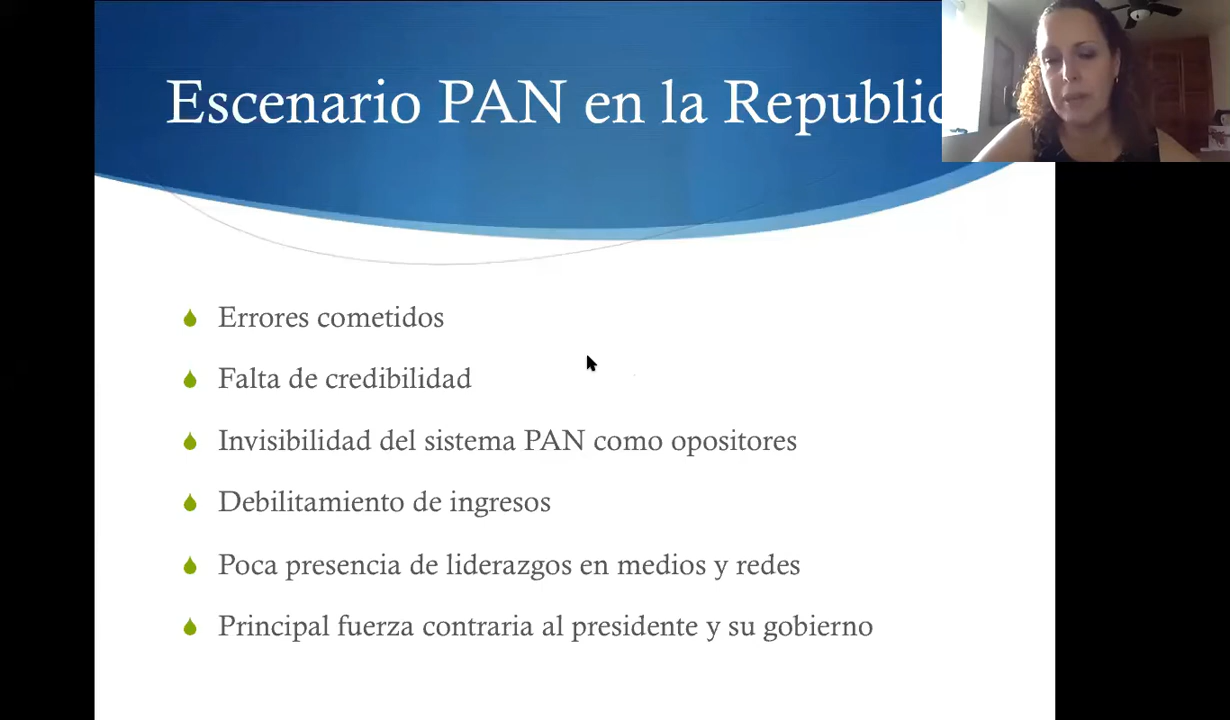 Escenario PAN en la Republic
Errores cometidos
Falta de credibilidad
Invisibilidad del sistema PAN como opositores
Debilitamiento de ingresos
Poca presencia de liderazgos en medios y redes
Principal fuerza contraria al presidente y su gobierno